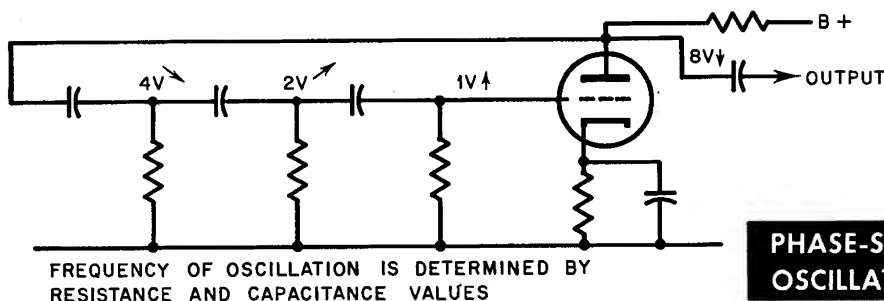 B+
8V
OUTPUT
4V
2V
1V
FREQUENCY OF OSCILLATION IS DETERMINED BY
RESISTANCE AND CAPACITANCE VALUES
PHASE-S
OSCILLAT